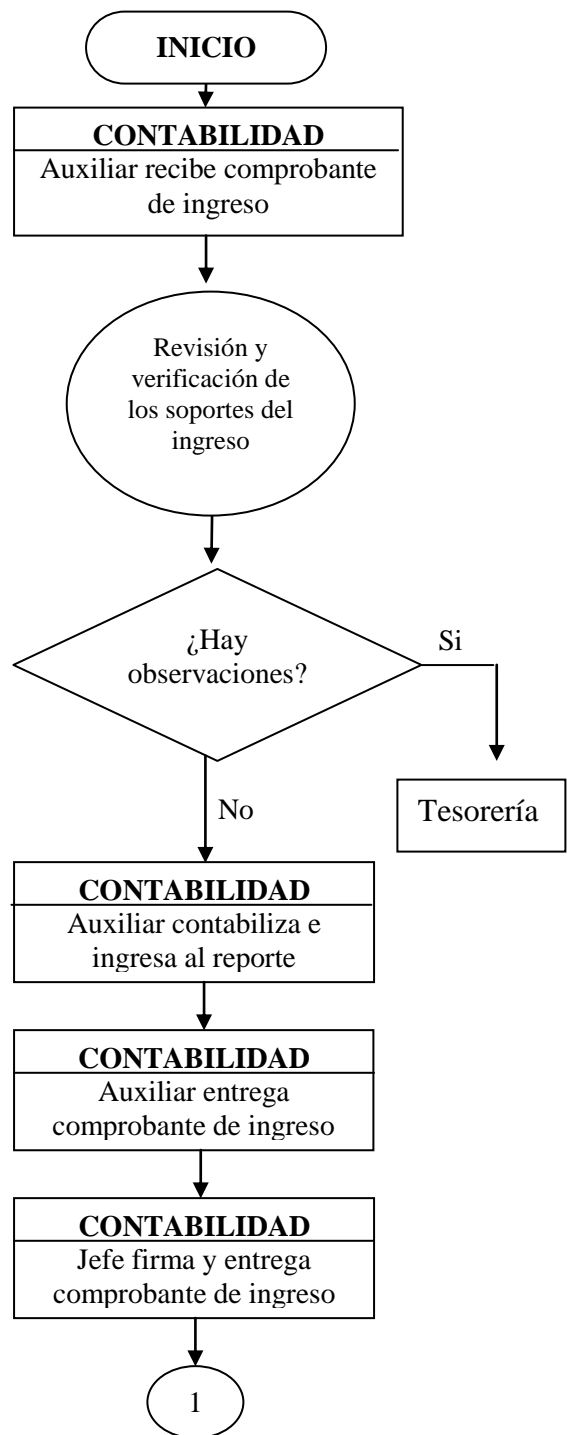 INICIO
CONTABILIDAD
Auxiliar recibe comprobante
de ingreso
Revisión y
verificación de
los soportes del
ingreso
¿Hay
observaciones?
Si
Tesorería
No
CONTABILIDAD
Auxiliar contabiliza e
ingresa al reporte
CONTABILIDAD
Auxiliar entrega
comprobante de ingreso
CONTABILIDAD
Jefe firma y entrega
comprobante de ingreso
1